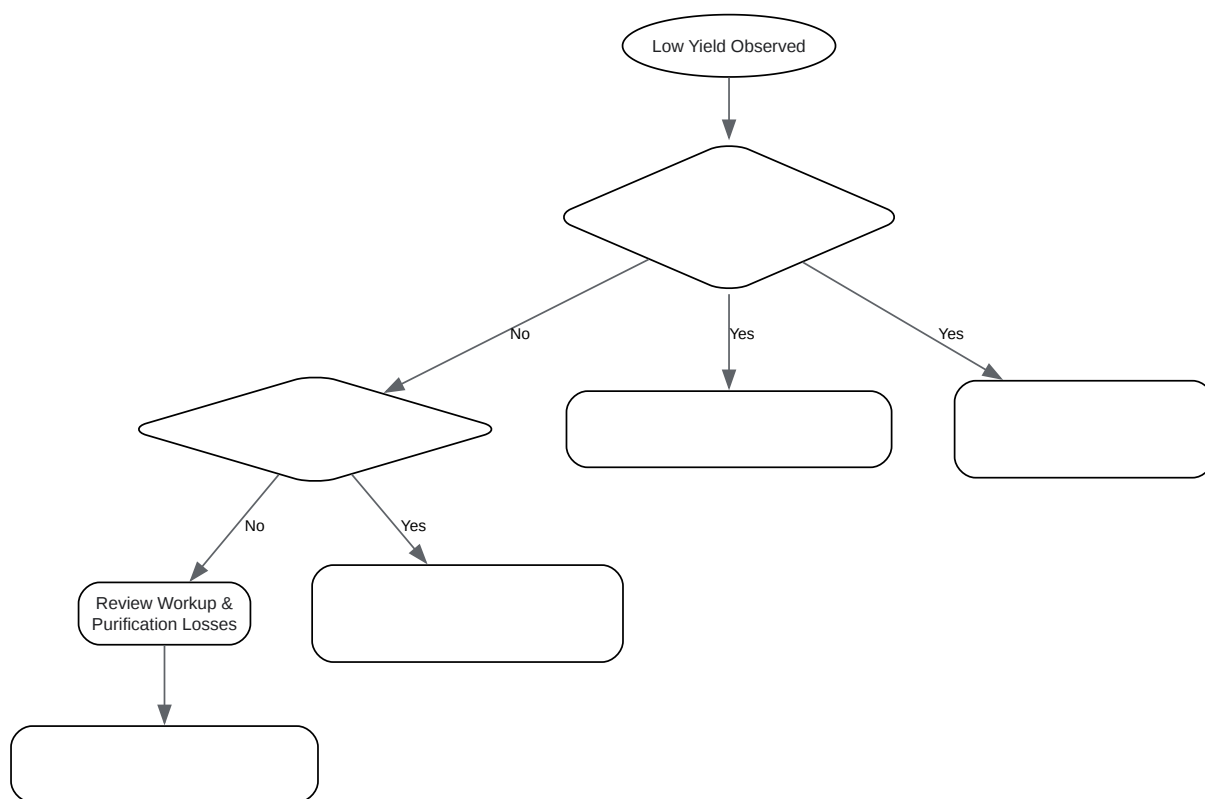 Low Yield Observed
No
Yes
Yes
No
Yes
Review Workup &
Purification Losses